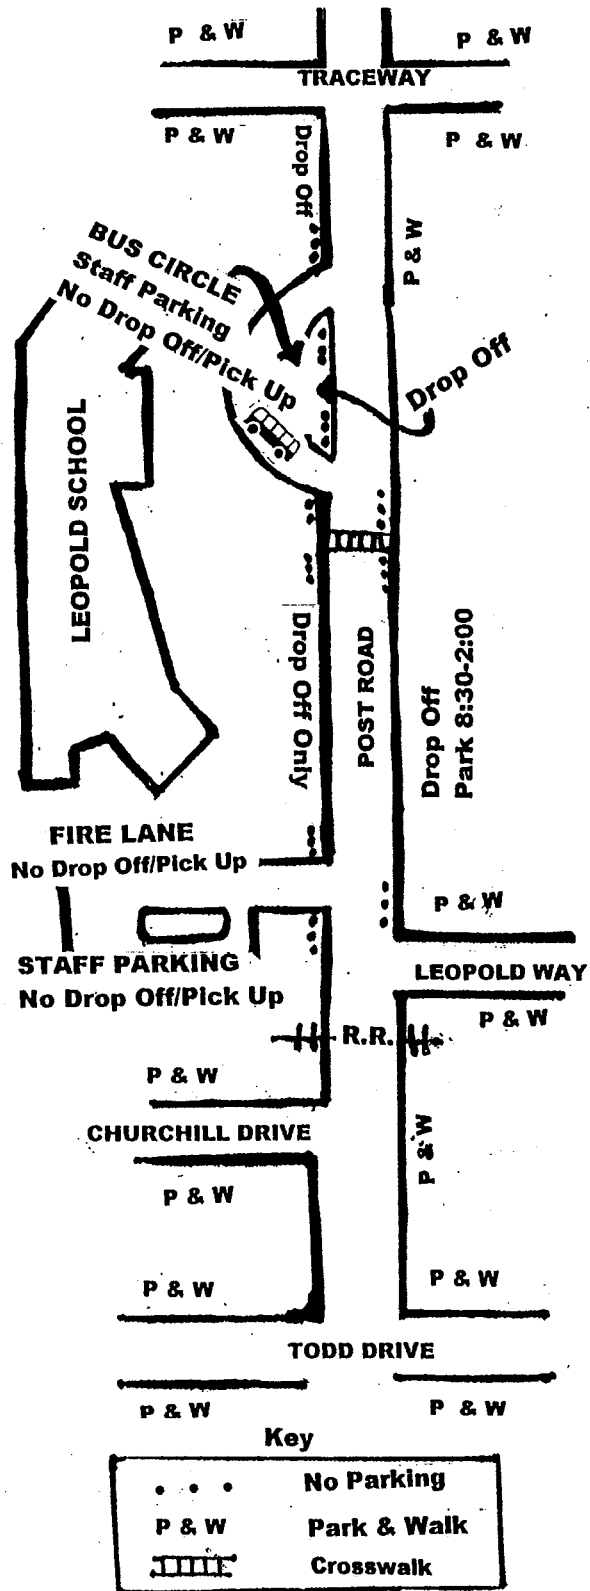 P & W
P & W
TRACEWAY
P & W
P & W
Drop Off
P & W
BUS CIRCLE
Staff Parking
No Drop Off/Pick Up
Drop Off
LEOPOLD SCHOOL
Drop Off Only
POST ROAD
Drop Off
Park 8:30-2:00
FIRE LANE
No Drop Off/Pick Up
P & W
STAFF PARKING
No Drop Off/Pick Up
LEOPOLD WAY
P & W
R.R.
P & W
CHURCHILL DRIVE
P & W
P & W
P & W
P & W
TODD DRIVE
P & W
P & W
Key
No Parking
P & W Park & Walk
Crosswalk